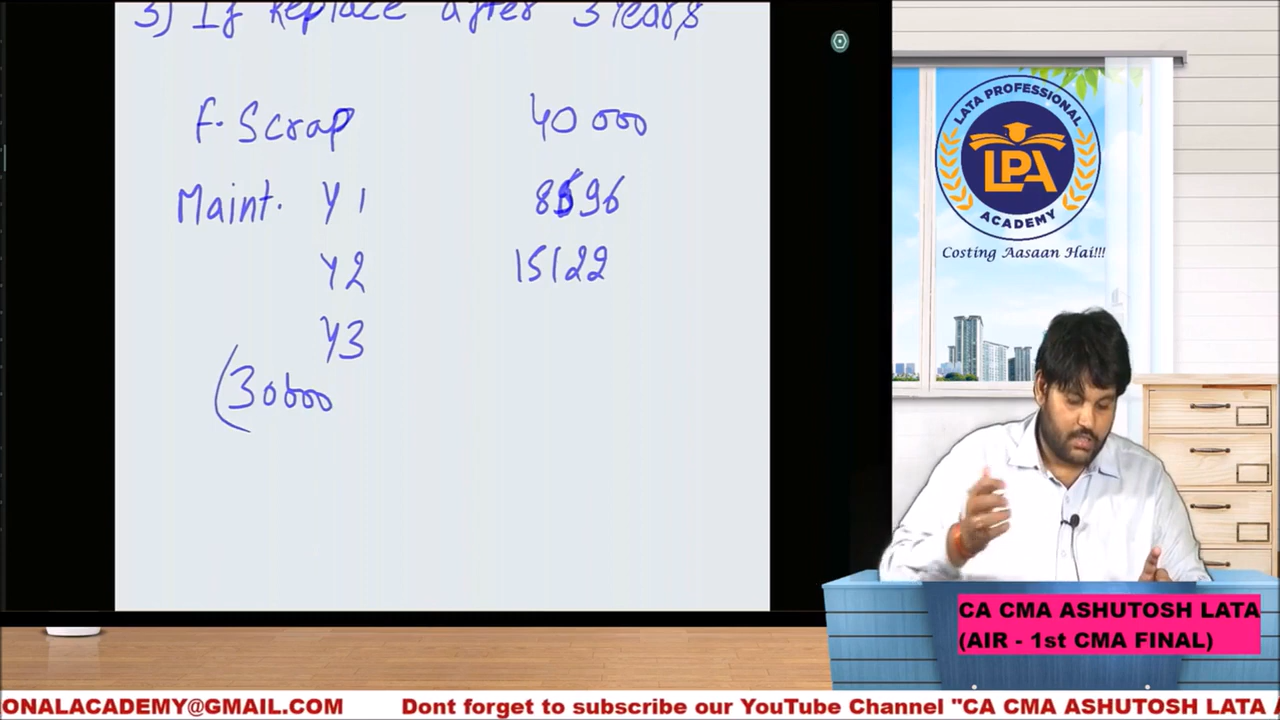 3) If Replace after 3 Years
F. Scrap 40000
Maint. Y1 8696
Y2 15122
Y3
(30000
LATA PROFESSIONAL
LPA
ACADEMY
Costing Aasaan Hai!!!
CA CMA ASHUTOSH LATA
(AIR - 1st CMA FINAL)
ONALACADEMY@GMAIL.COM Dont forget to subscribe our YouTube Channel "CA CMA ASHUTOSH LATA A